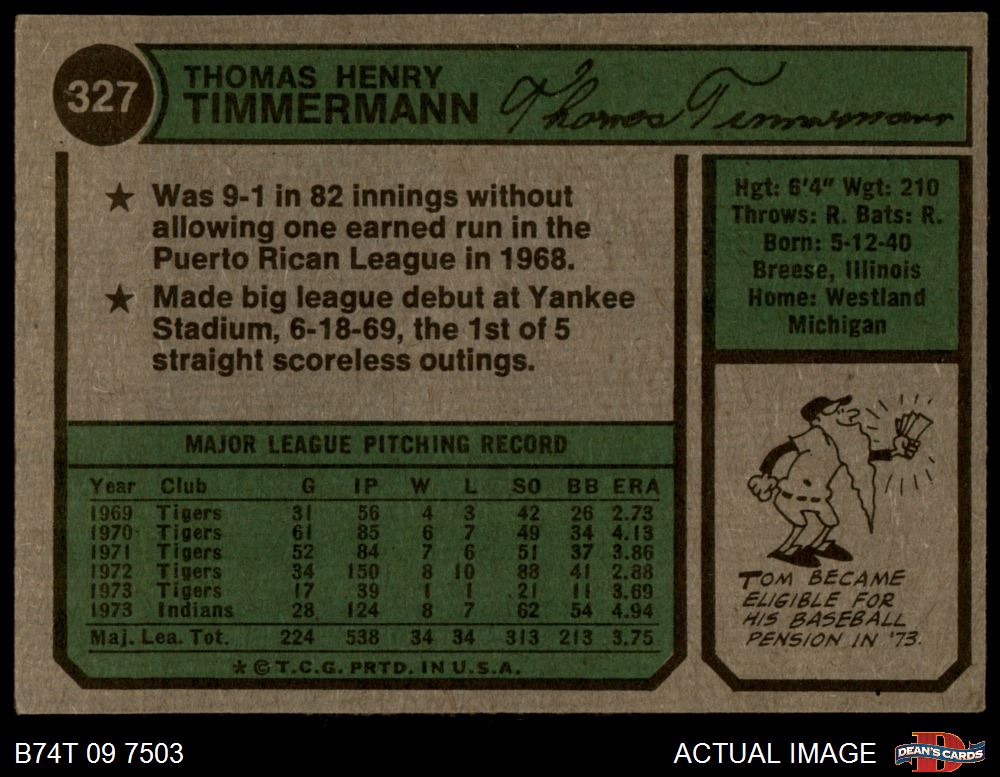 327
THOMAS HENRY
TIMMERMANN
Thomas Timmermann
★ Was 9-1 in 82 innings without
allowing one earned run in the
Puerto Rican League in 1968.
★ Made big league debut at Yankee
Stadium, 6-18-69, the 1st of 5
straight scoreless outings.
Hgt: 6'4" Wgt: 210
Throws: R. Bats: R.
Born: 5-12-40
Breese, Illinois
Home: Westland
Michigan
MAJOR LEAGUE PITCHING RECORD
Year Club G IP W L SO BB ERA
1969 Tigers 31 56 4 3 42 26 2.73
1970 Tigers 61 85 6 7 49 34 4.13
1971 Tigers 52 84 7 6 51 37 3.86
1972 Tigers 34 150 8 10 88 41 2.88
1973 Tigers 17 39 1 1 21 11 3.69
1973 Indians 28 124 8 7 62 54 4.94
Maj. Lea. Tot. 224 538 34 34 313 213 3.75
* © T.C.G. PRTD. IN U.S.A.
TOM BECAME
ELIGIBLE FOR
HIS BASEBALL
PENSION IN '73.
B74T 09 7503
ACTUAL IMAGE
DEAN'S CARDS